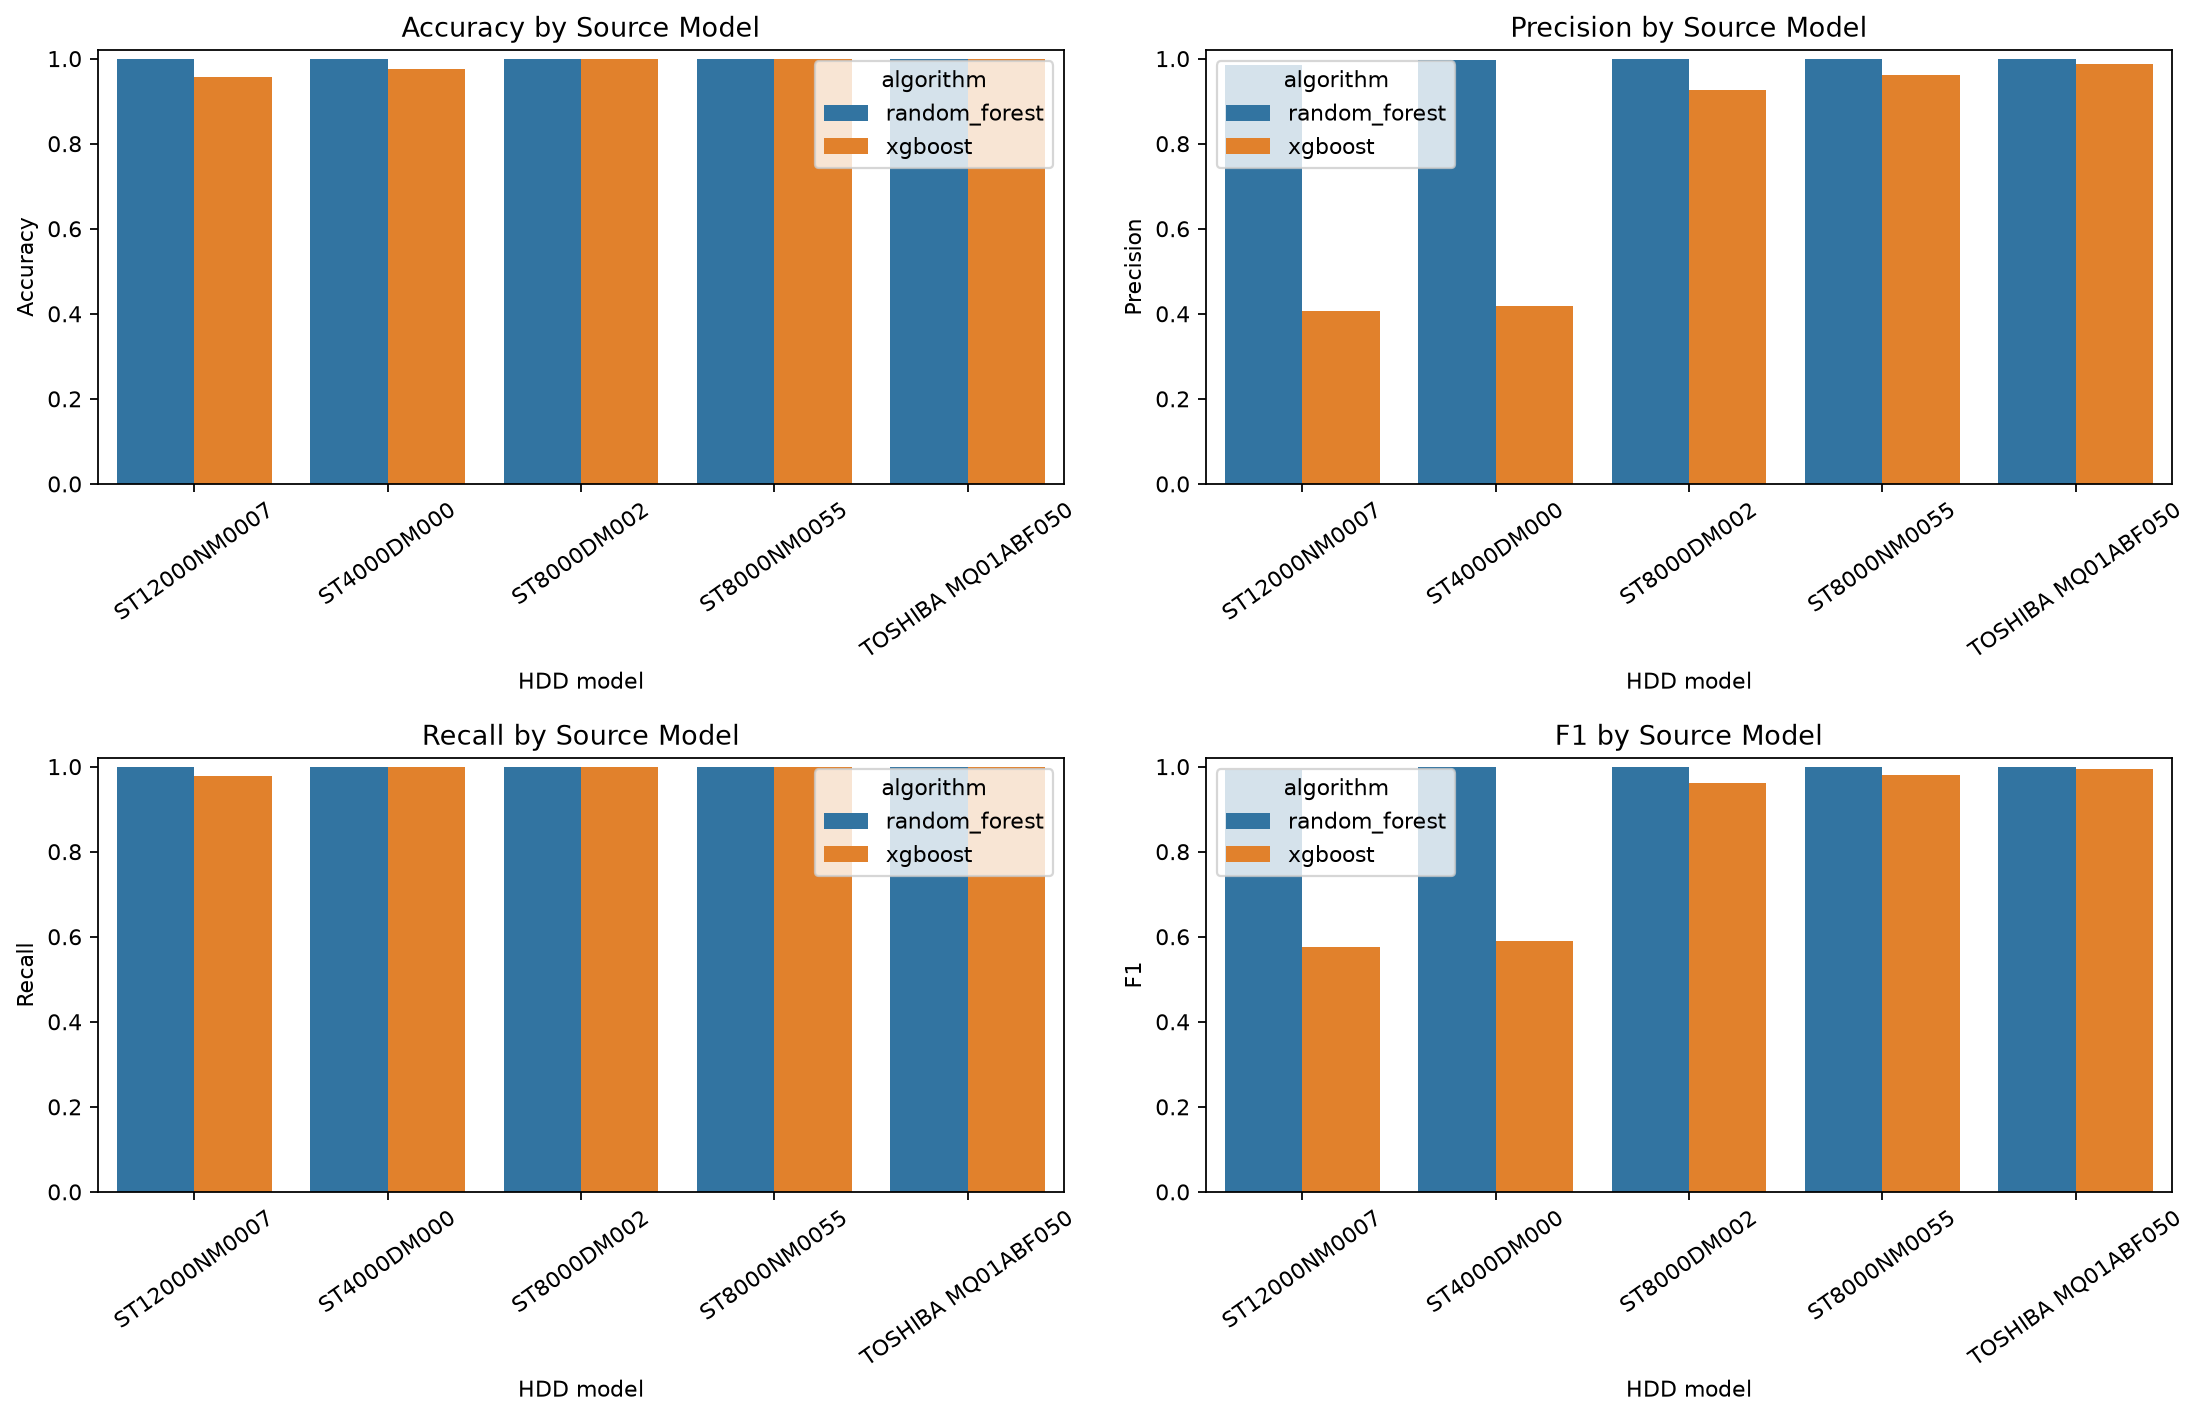 Accuracy by Source Model
Accuracy
1.0
0.8
0.6
0.4
0.2
0.0
algorithm
random_forest
xgboost
ST12000NM0007
ST4000DM000
ST8000DM002
ST8000NM0055
TOSHIBA MQ01ABF050
HDD model
Precision by Source Model
Precision
1.0
0.8
0.6
0.4
0.2
0.0
algorithm
random_forest
xgboost
ST12000NM0007
ST4000DM000
ST8000DM002
ST8000NM0055
TOSHIBA MQ01ABF050
HDD model
Recall by Source Model
Recall
1.0
0.8
0.6
0.4
0.2
0.0
algorithm
random_forest
xgboost
ST12000NM0007
ST4000DM000
ST8000DM002
ST8000NM0055
TOSHIBA MQ01ABF050
HDD model
F1 by Source Model
F1
1.0
0.8
0.6
0.4
0.2
0.0
algorithm
random_forest
xgboost
ST12000NM0007
ST4000DM000
ST8000DM002
ST8000NM0055
TOSHIBA MQ01ABF050
HDD model